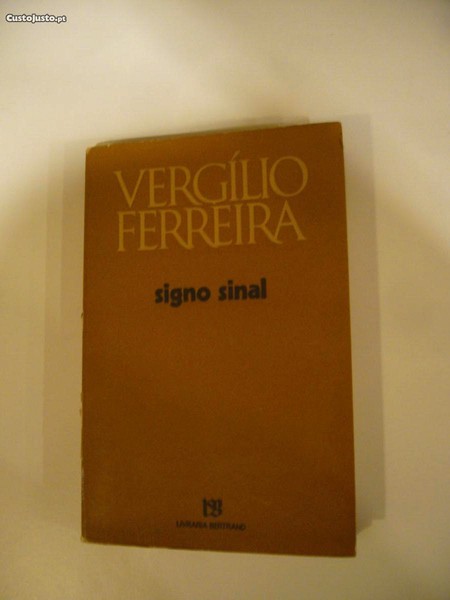 CustoJusto.pt
VERGÍLIO
FERREIRA
signo sinal
LIVRARIA BERTRAND